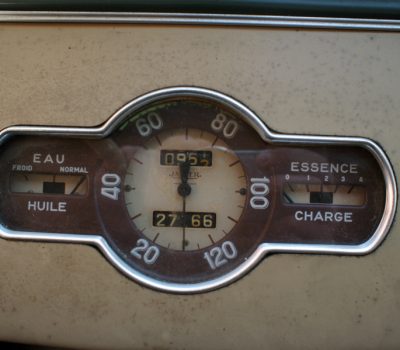 60 80
EAU
FROID NORMAL
HUILE
40
JAEGER
27 66
100
20 120
ESSENCE
0 1 2 3 4
CHARGE